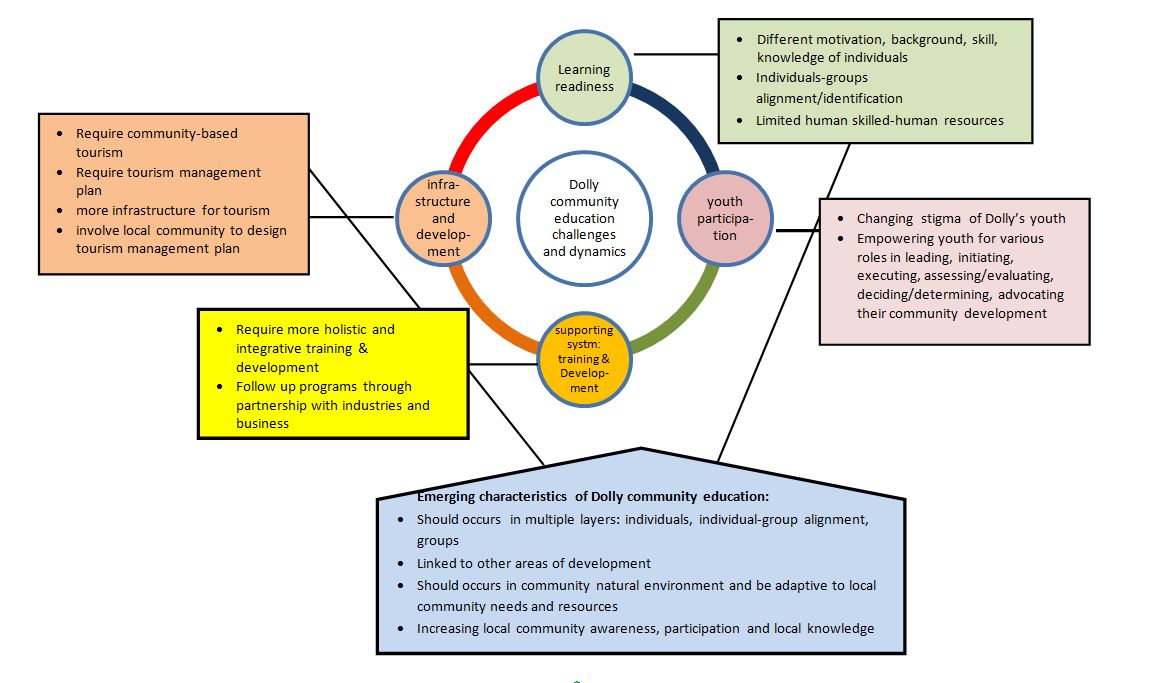 Learning
readiness
• Different motivation, background, skill,
knowledge of individuals
• Individuals-groups
alignment/identification
• Limited human skilled-human resources
• Require community-based
tourism
• Require tourism management
plan
• more infrastructure for tourism
• involve local community to design
tourism management plan
infra-
structure
and
develop-
ment
Dolly
community
education
challenges
and dynamics
youth
participa-
tion
• Changing stigma of Dolly's youth
• Empowering youth for various
roles in leading, initiating,
executing, assessing/evaluating,
deciding/determining, advocating
their community development
• Require more holistic and
integrative training &
development
• Follow up programs through
partnership with industries and
business
supporting
systm:
training &
Develop-
ment
Emerging characteristics of Dolly community education:
• Should occurs in multiple layers: individuals, individual-group alignment,
groups
• Linked to other areas of development
• Should occurs in community natural environment and be adaptive to local
community needs and resources
• Increasing local community awareness, participation and local knowledge